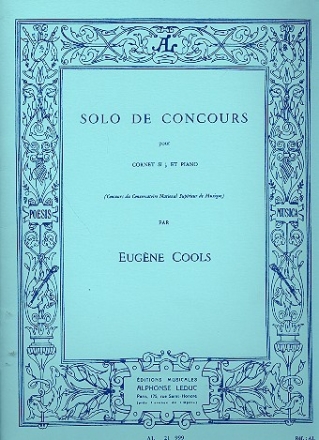 AL
SOLO DE CONCOURS
pour
CORNET SI ♭ ET PIANO
(Concours du Conservatoire National Supérieur de Musique)
PAR
POESIS
MUSICA
EUGÈNE COOLS
ÉDITIONS MUSICALES
ALPHONSE LEDUC
Paris, 175, rue Saint-Honoré
AL 21 999